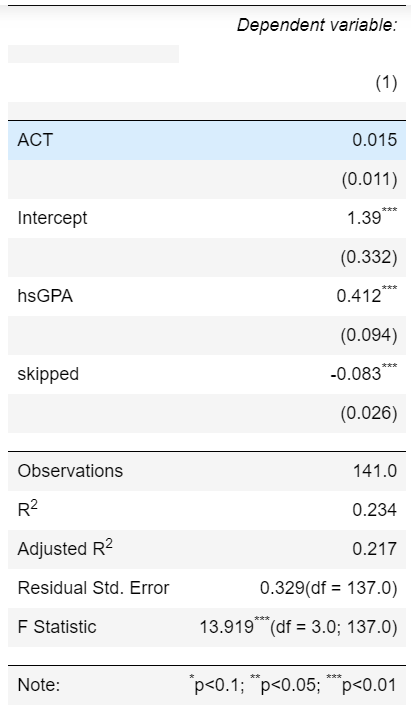 Dependent variable:
(1)
ACT 0.015
(0.011)
Intercept 1.39***
(0.332)
hsGPA 0.412***
(0.094)
skipped -0.083***
(0.026)
Observations 141.0
R2 0.234
Adjusted R2 0.217
Residual Std. Error 0.329(df = 137.0)
F Statistic 13.919***(df = 3.0; 137.0)
Note: *p<0.1; **p<0.05; ***p<0.01